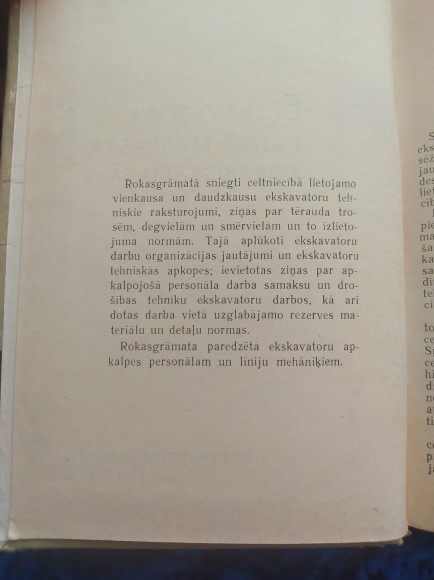 Rokasgrāmatā sniegti celtniecībā lietojamo
vienkausa un daudzkausu ekskavatoru teh-
niskie raksturojumi, ziņas par tērauda tro-
sēm, degvielām un smērvielām un to izlie­to-
juma normām. Tajā aplūkoti ekskavatoru
darbu organizācijas jautājumi un ekskavatoru
tehniskās apkopes; ievietotas ziņas par ap-
kalpojošā personāla darba samaksu un dro-
šības tehniku ekskavatoru darbos, kā arī
dotas darba vietā uzglabājamo rezerves ma-
teriālu un detaļu normas.
Rokasgrāmata paredzēta ekskavatoru ap-
kalpes personālam un līniju mehāniķiem.